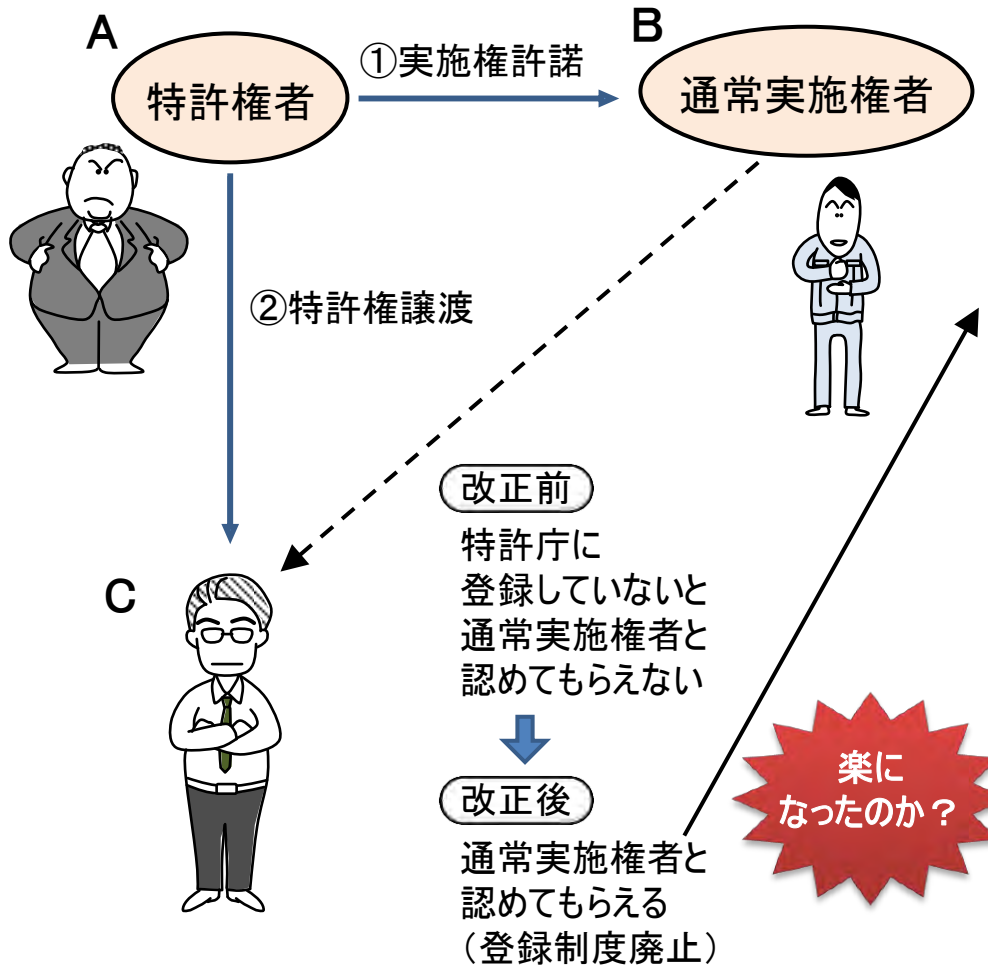 A
特許権者
①実施権許諾
B
通常実施権者
②特許権譲渡
C
改正前
特許庁に
登録していないと
通常実施権者と
認めてもらえない
改正後
通常実施権者と
認めてもらえる
（登録制度廃止）
楽に
なったのか？